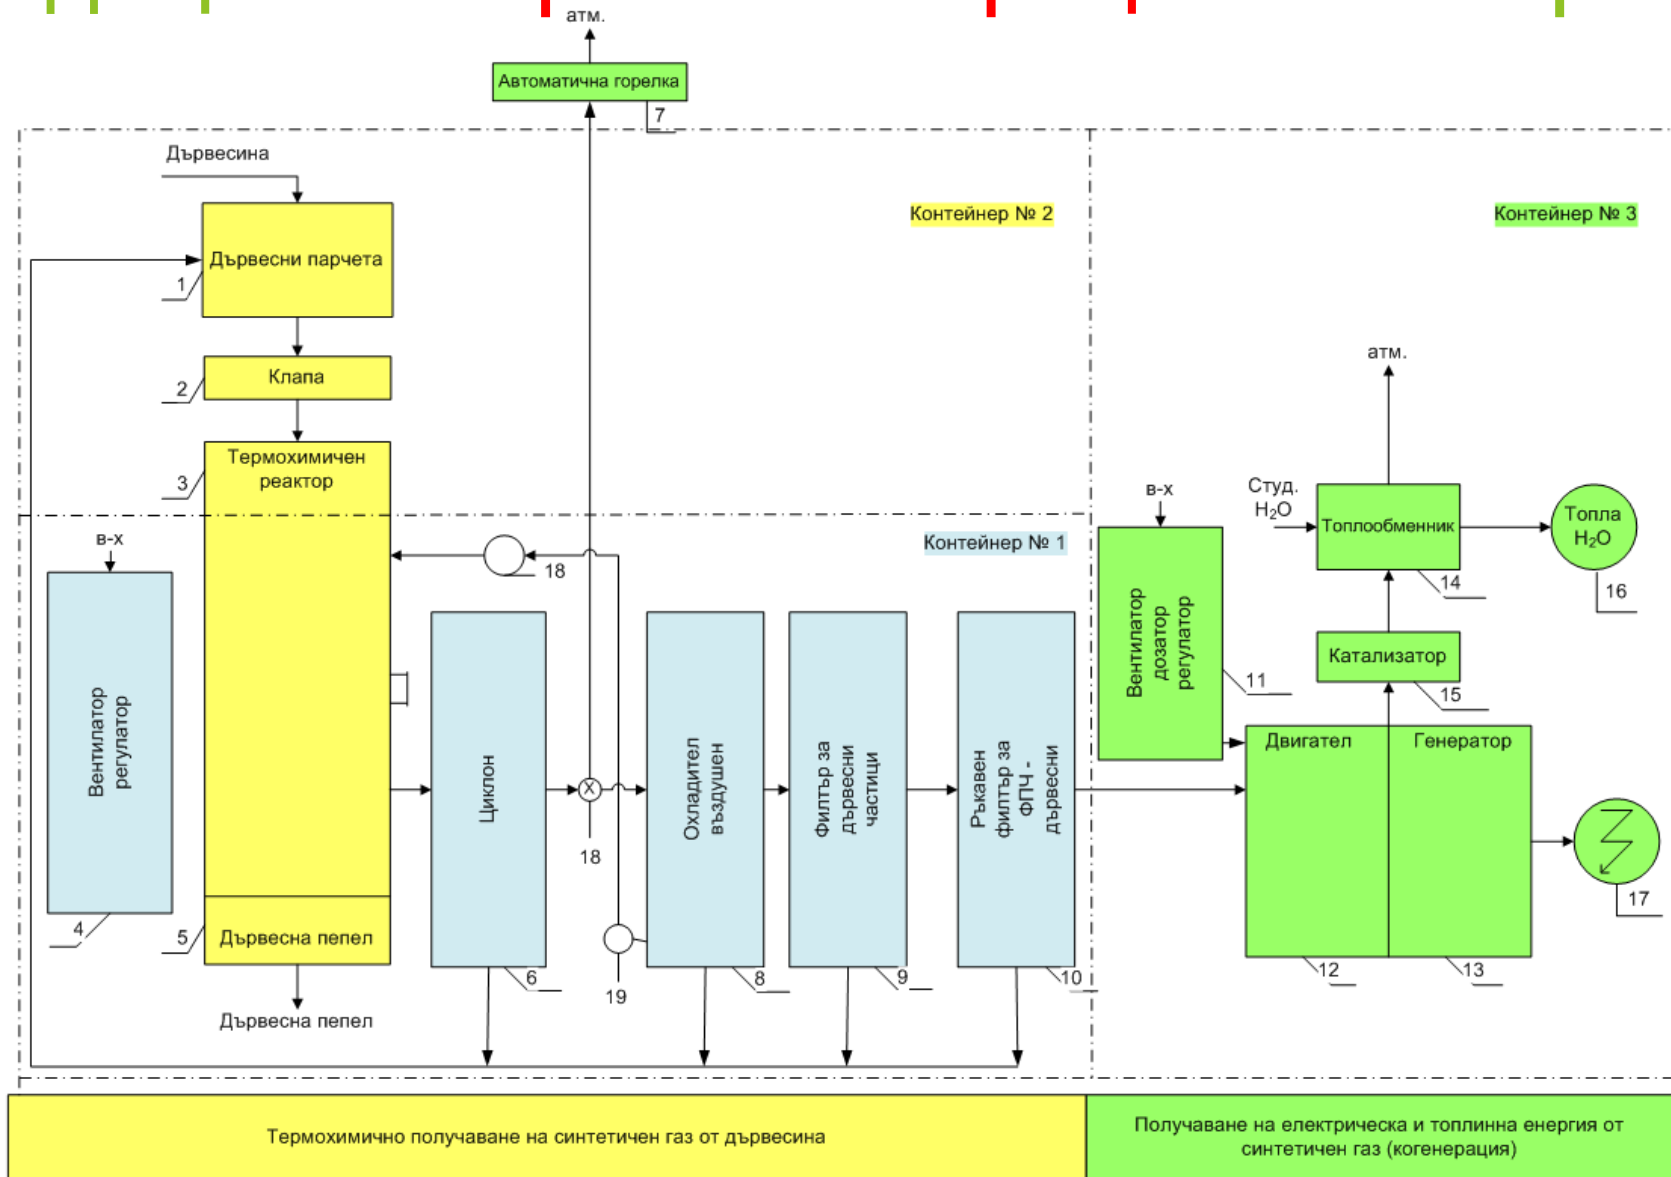 атм.
Автоматична горелка
7
Дървесина
Контейнер № 2
Контейнер № 3
Дървесни парчета
1
Клапа
2
Термохимичен
реактор
3
атм.
в-х
Вентилатор
регулатор
4
Дървесна пепел
5
Дървесна пепел
18
Контейнер № 1
Циклон
6
X
18
19
Охладител
въздушен
8
Филтър за
дървесни
частици
9
Ръкавен
филтър за
ФПЧ -
дървесни
10
в-х
Вентилатор
дозатор
регулатор
11
Студ.
H₂O
Топлообменник
14
Топла
H₂O
16
Катализатор
15
Двигател
Генератор
12
13
17
Термохимично получаване на синтетичен газ от дървесина
Получаване на електрическа и топлинна енергия от
синтетичен газ (когенерация)